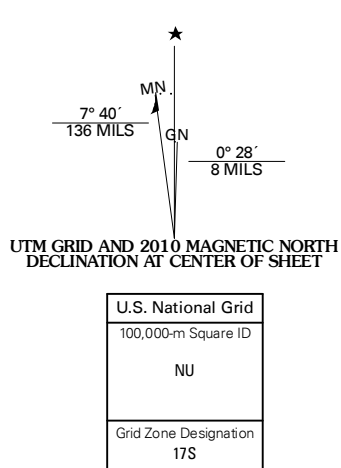 ★
MN
7° 40´
136 MILS
GN
0° 28´
8 MILS
UTM GRID AND 2010 MAGNETIC NORTH
DECLINATION AT CENTER OF SHEET
U.S. National Grid
100,000-m Square ID
NU
Grid Zone Designation
17S